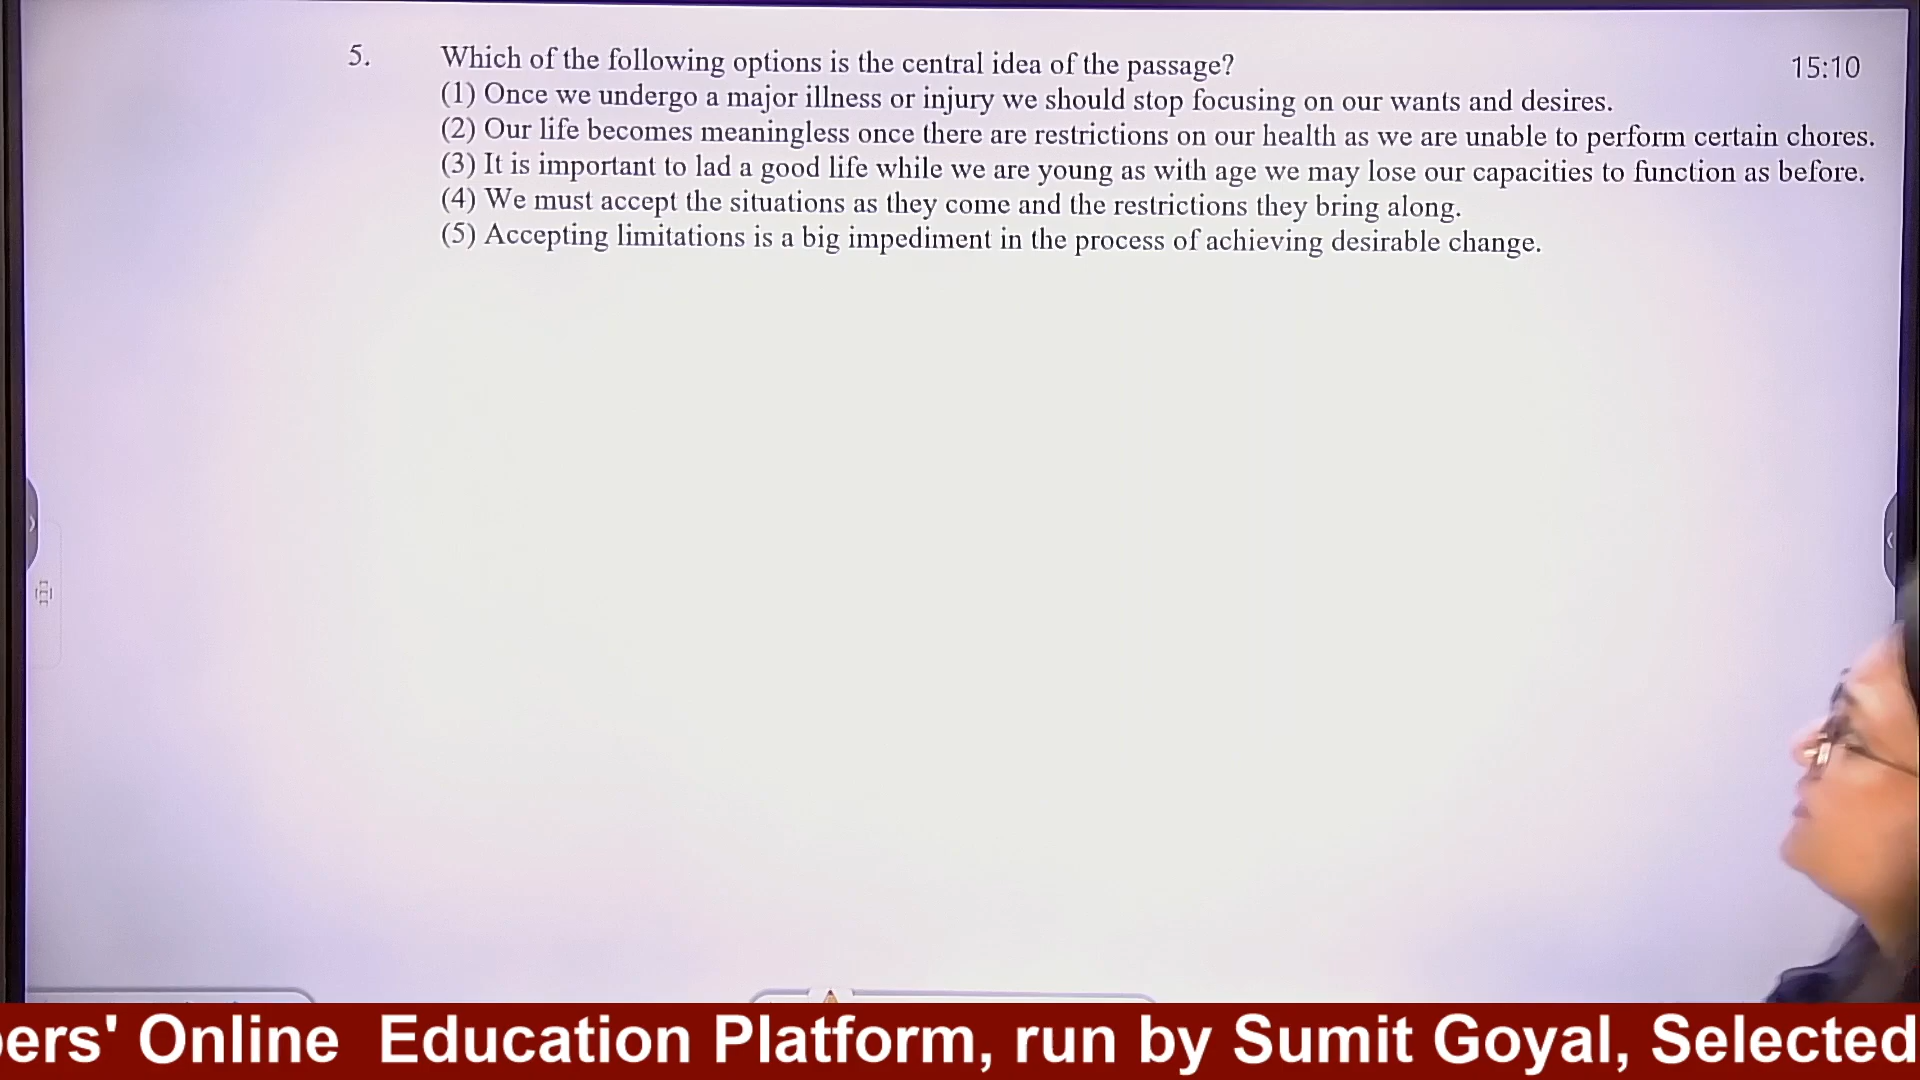 5. Which of the following options is the central idea of the passage?
15:10
(1) Once we undergo a major illness or injury we should stop focusing on our wants and desires.
(2) Our life becomes meaningless once there are restrictions on our health as we are unable to perform certain chores.
(3) It is important to lad a good life while we are young as with age we may lose our capacities to function as before.
(4) We must accept the situations as they come and the restrictions they bring along.
(5) Accepting limitations is a big impediment in the process of achieving desirable change.
ers' Online Education Platform, run by Sumit Goyal, Selected